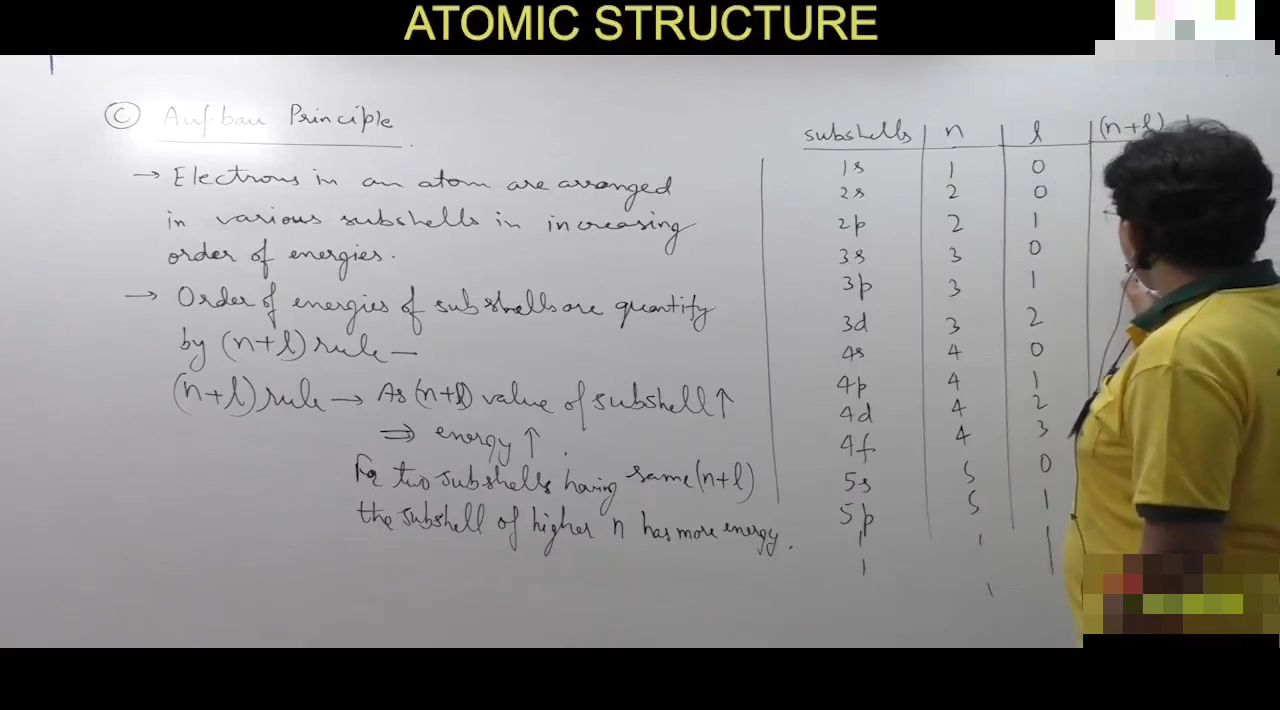 ATOMIC STRUCTURE
C Aufbau Principle
→ Electrons in an atom are arranged
in various subshells in increasing
order of energies.
→ Order of energies of subshells are quantify
by (n+l) rule —
(n+l) rule → As (n+l) value of subshell ↑
⇒ energy ↑.
For two subshells having same (n+l)
the subshell of higher n has more energy.
subshells | n | l | (n+l)
1s 1 0
2s 2 0
2p 2 1
3s 3 0
3p 3 1
3d 3 2
4s 4 0
4p 4 1
4d 4 2
4f 4 3
5s 5 0
5p 5 1